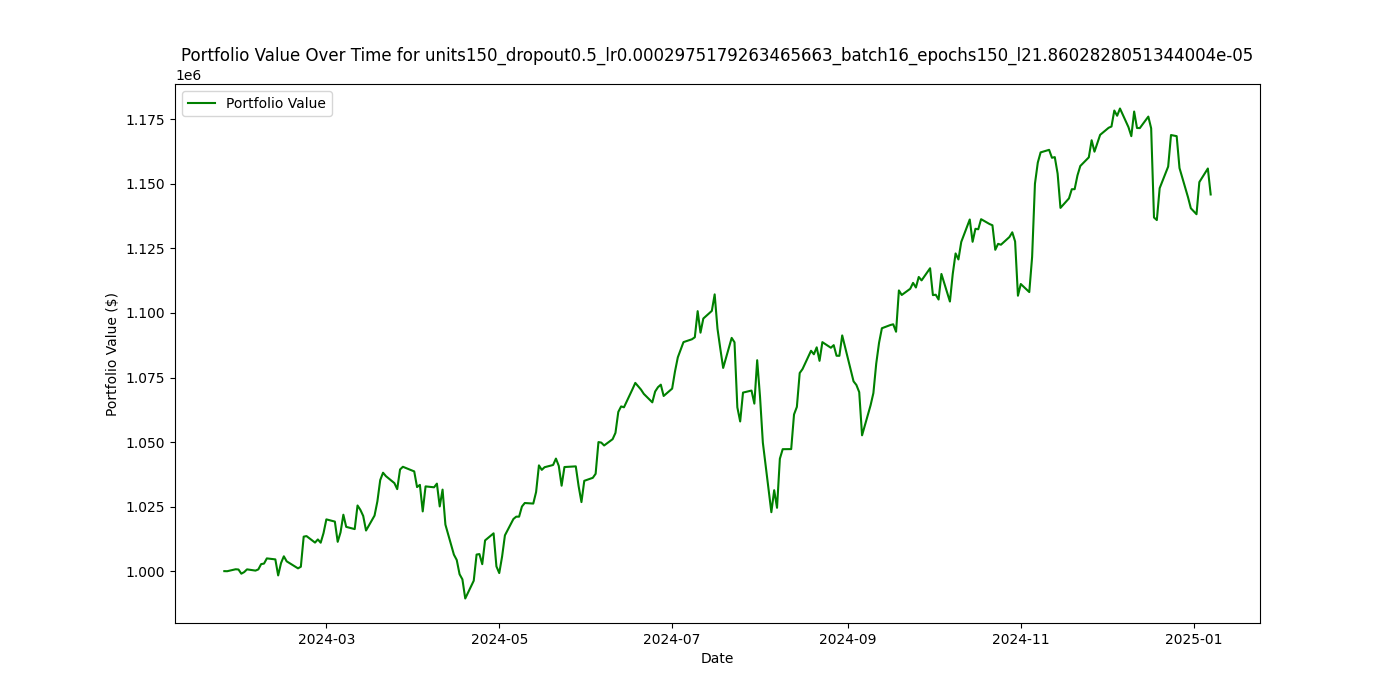 Portfolio Value Over Time for units150_dropout0.5_lr0.0002975179263465663_batch16_epochs150_l21.8602828051344004e-05
1e6
Portfolio Value
1.175
1.150
1.125
1.100
1.075
1.050
1.025
1.000
Portfolio Value ($)
2024-03 2024-05 2024-07 2024-09 2024-11 2025-01
Date